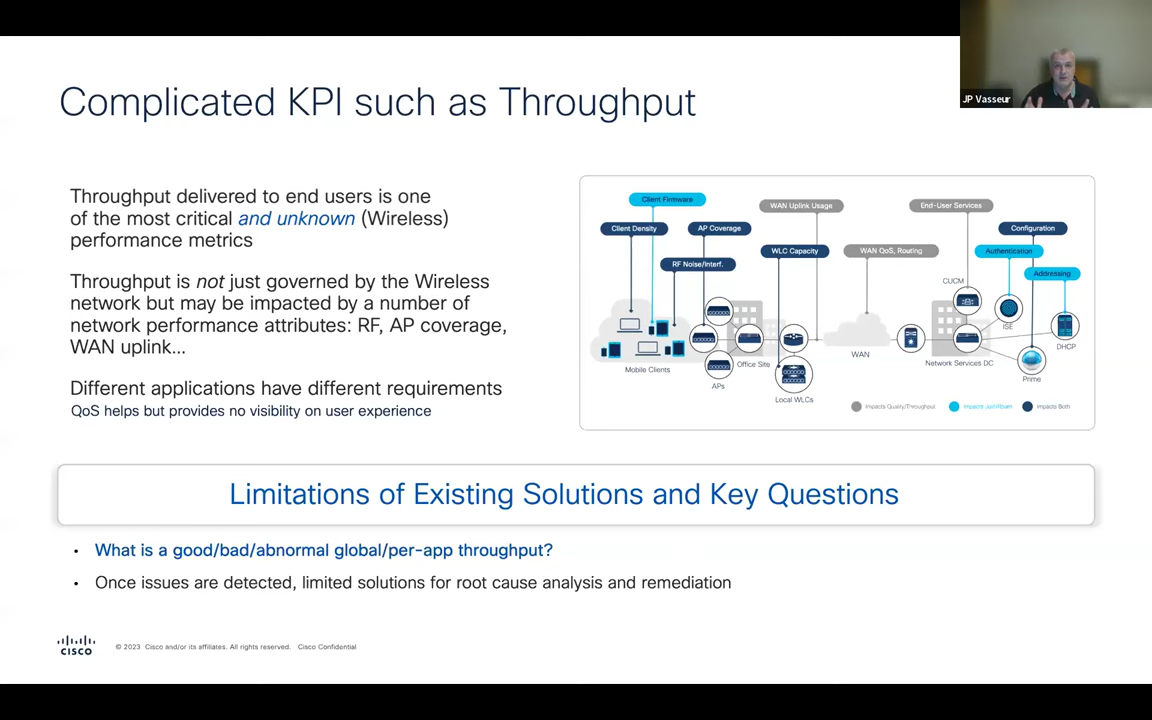 JP Vasseur
Complicated KPI such as Throughput
Throughput delivered to end users is one
of the most critical and unknown (Wireless)
performance metrics
Throughput is not just governed by the Wireless
network but may be impacted by a number of
network performance attributes: RF, AP coverage,
WAN uplink...
Different applications have different requirements
QoS helps but provides no visibility on user experience
Client Firmware
WAN Uplink Usage
End-User Services
Client Density
AP Coverage
Configuration
WLC Capacity
WAN QoS, Routing
Authentication
RF Noise/Interf.
Addressing
CUCM
ISE
DHCP
WAN
Office Site
Network Services DC
Mobile Clients
APs
Prime
Local WLCs
Impacts Quality/Throughput
Impacts Join/Roam
Impacts Both
Limitations of Existing Solutions and Key Questions
• What is a good/bad/abnormal global/per-app throughput?
• Once issues are detected, limited solutions for root cause analysis and remediation
CISCO
© 2023 Cisco and/or its affiliates. All rights reserved. Cisco Confidential